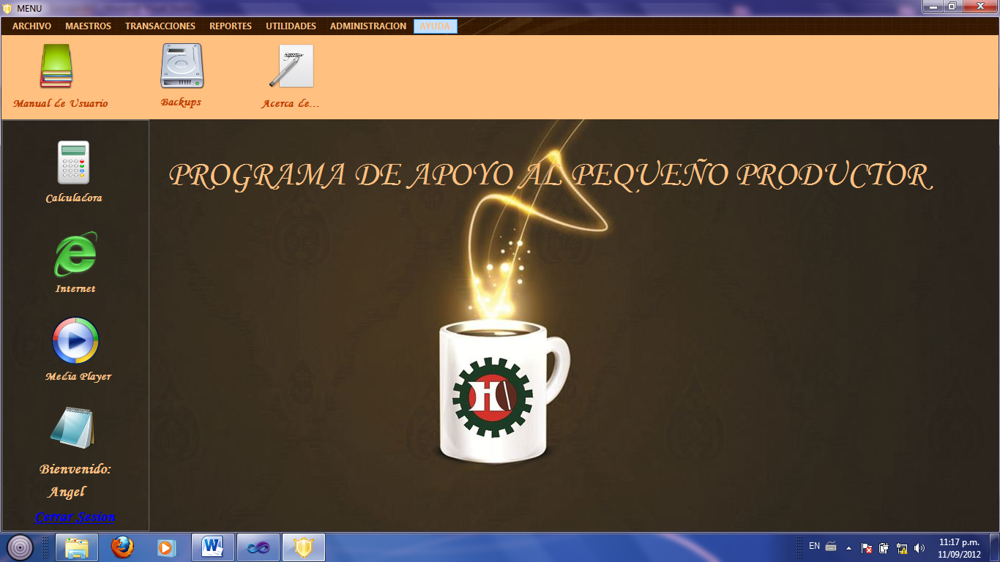 MENU
ARCHIVO MAESTROS TRANSACCIONES REPORTES UTILIDADES ADMINISTRACION AYUDA
Manual de Usuario Backups Acerca de...
PROGRAMA DE APOYO AL PEQUEÑO PRODUCTOR
Calculadora
Internet
Media Player
H
Bienvenido:
Angel
Cerrar Sesion
EN
11:17 p.m.
11/09/2012